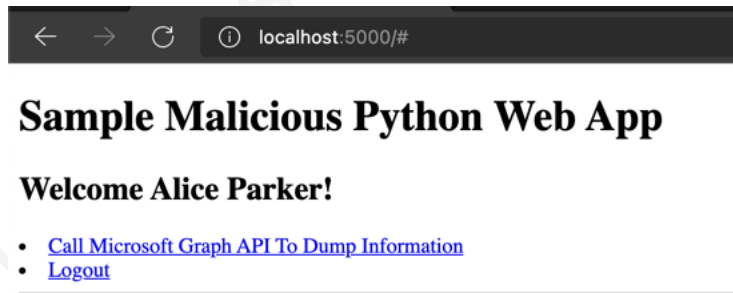 localhost:5000/#
Sample Malicious Python Web App
Welcome Alice Parker!
Call Microsoft Graph API To Dump Information
Logout